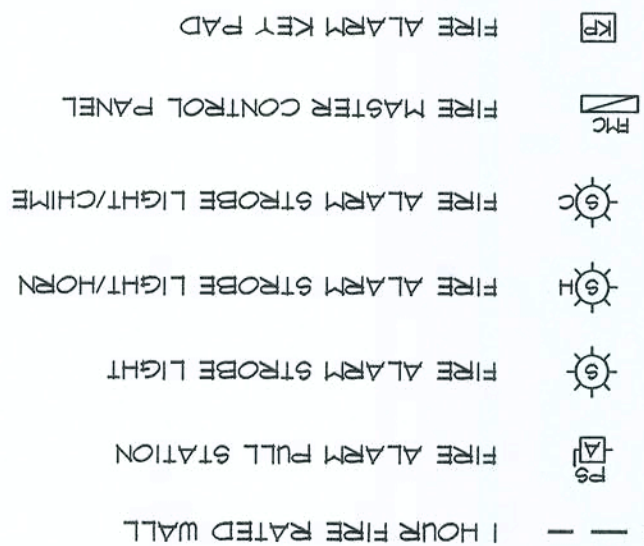 1 HOUR FIRE RATED WALL
PS
A FIRE ALARM PULL STATION
S FIRE ALARM STROBE LIGHT
S H FIRE ALARM STROBE LIGHT/HORN
S C FIRE ALARM STROBE LIGHT/CHIME
FMC
FIRE MASTER CONTROL PANEL
KP FIRE ALARM KEY PAD